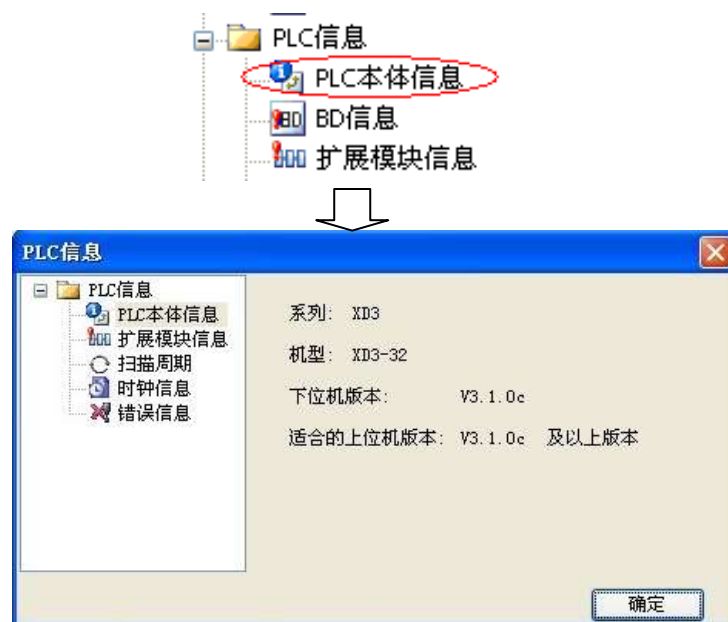 PLC信息
PLC本体信息
BD
BD信息
扩展模块信息
PLC信息
PLC信息
PLC本体信息
扩展模块信息
扫描周期
时钟信息
错误信息
系列: XD3
机型: XD3-32
下位机版本: V3.1.0c
适合的上位机版本: V3.1.0c 及以上版本
确定